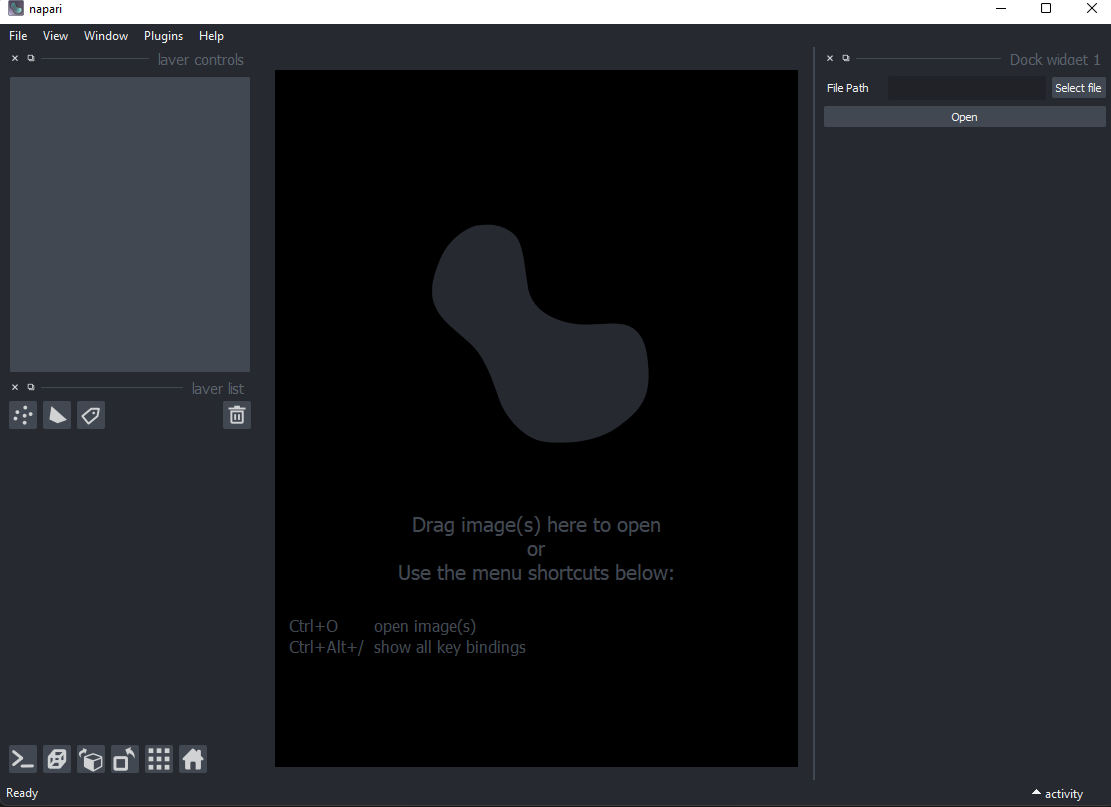 napari
File View Window Plugins Help
layer controls
Dock widget 1
File Path
Select file
Open
layer list
Drag image(s) here to open
or
Use the menu shortcuts below:
Ctrl+O open image(s)
Ctrl+Alt+/ show all key bindings
Ready
activity